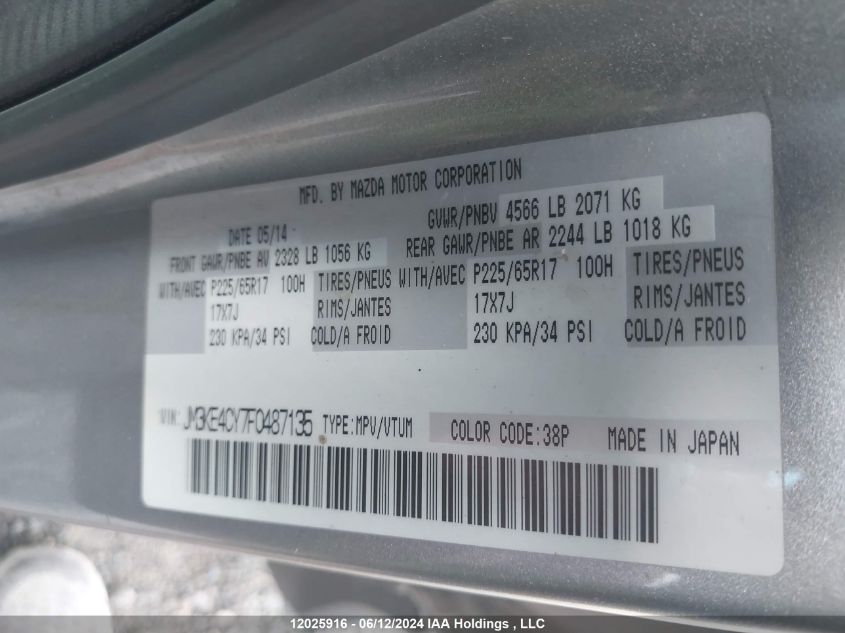 MFD. BY MAZDA MOTOR CORPORATION
DATE 05/14 GVWR/PNBV 4566 LB 2071 KG
FRONT GAWR/PNBE AV 2328 LB 1056 KG REAR GAWR/PNBE AR 2244 LB 1018 KG
WITH/AVEC P225/65R17 100H TIRES/PNEUS WITH/AVEC P225/65R17 100H TIRES/PNEUS
17X7J RIMS/JANTES 17X7J RIMS/JANTES
230 KPA/34 PSI COLD/A FROID 230 KPA/34 PSI COLD/A FROID
VIN: JM3KE4CY7F0487135 TYPE:MPV/VTUM COLOR CODE:38P MADE IN JAPAN
12025916 - 06/12/2024 IAA Holdings , LLC